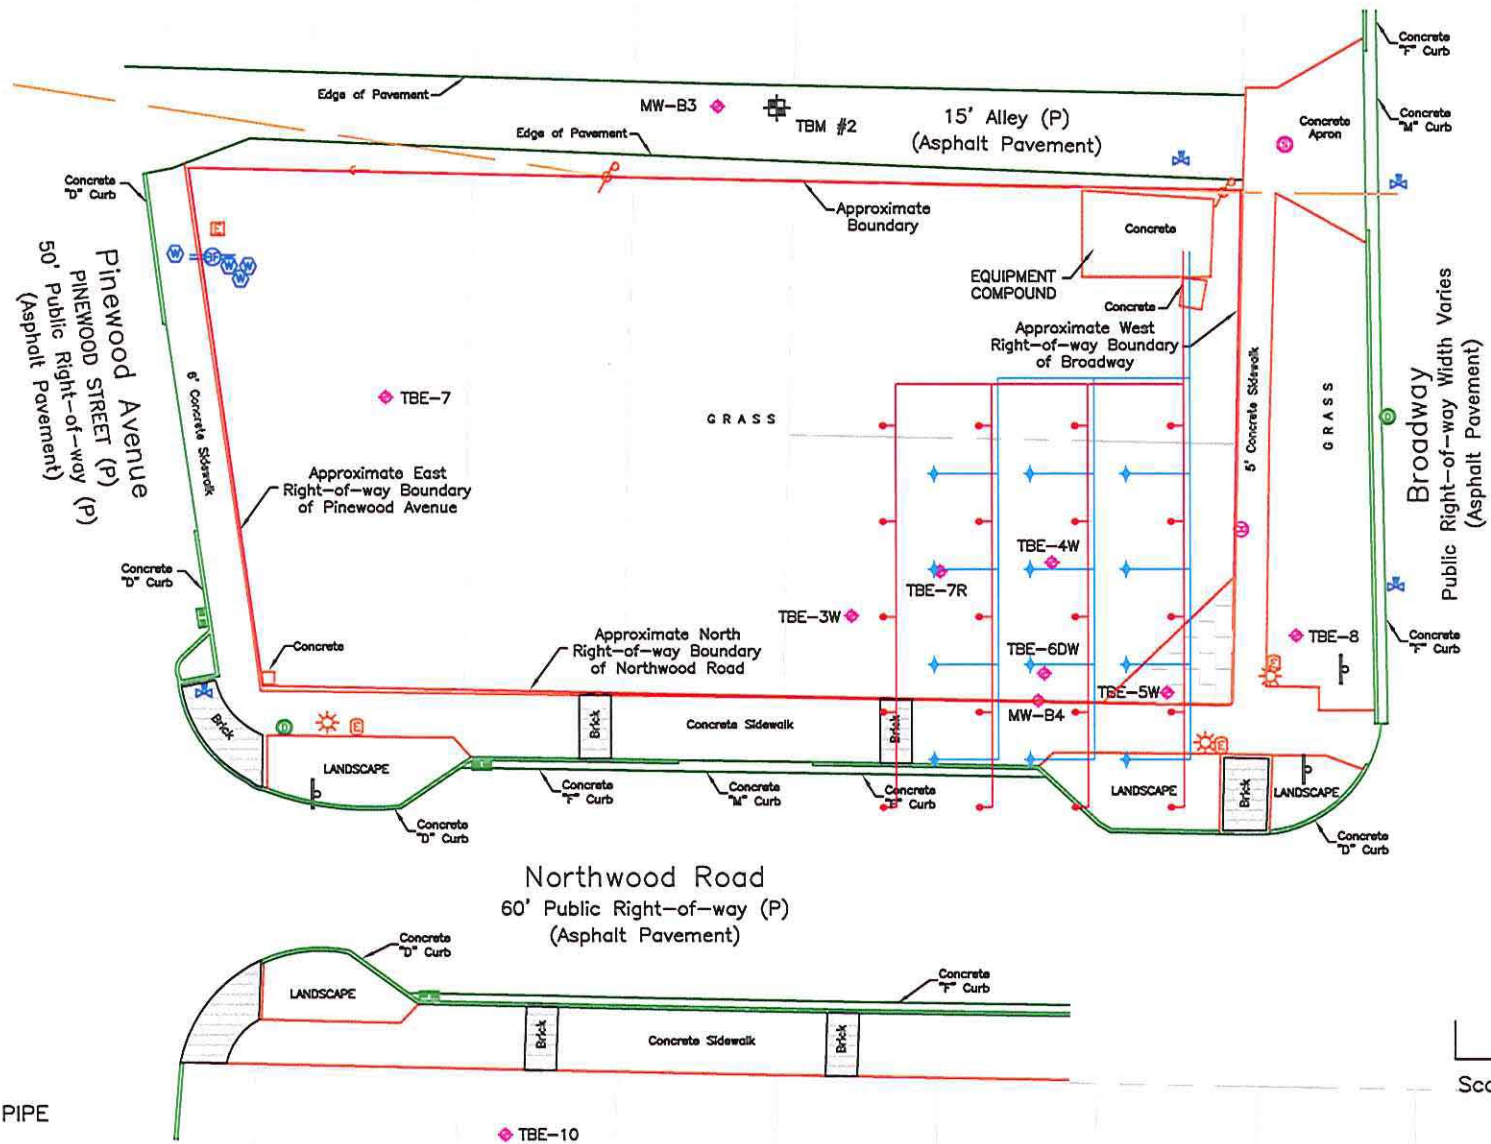 Concrete
"F" Curb
Edge of Pavement
MW-B3
TBM #2
15' Alley (P)
(Asphalt Pavement)
Concrete
Apron
Concrete
"M" Curb
Edge of Pavement
S
Concrete
"D" Curb
Approximate
Boundary
Concrete
E
W
BF
W
W
W
EQUIPMENT
COMPOUND
Concrete
Pinewood Avenue
PINEWOOD STREET (P)
50' Public Right-of-way (P)
(Asphalt Pavement)
6' Concrete Sidewalk
Approximate West
Right-of-way Boundary
of Broadway
5' Concrete Sidewalk
GRASS
Broadway
Public Right-of-way Width Varies
(Asphalt Pavement)
D
TBE-7
GRASS
Approximate East
Right-of-way Boundary
of Pinewood Avenue
Concrete
"D" Curb
TBE-4W
TBE-7R
TBE-3W
TBE-8
Concrete
"F" Curb
Concrete
Approximate North
Right-of-way Boundary
of Northwood Road
TBE-6DW
E
TBE-5W
MW-B4
Brick
D
E
Brick
Concrete Sidewalk
Brick
E
LANDSCAPE
Concrete
"F" Curb
Concrete
"M" Curb
Concrete
LANDSCAPE
Brick
LANDSCAPE
Concrete
"D" Curb
Concrete
"D" Curb
Northwood Road
60' Public Right-of-way (P)
(Asphalt Pavement)
Concrete
"D" Curb
LANDSCAPE
Concrete
"F" Curb
Brick
Concrete Sidewalk
Brick
PIPE
TBE-10